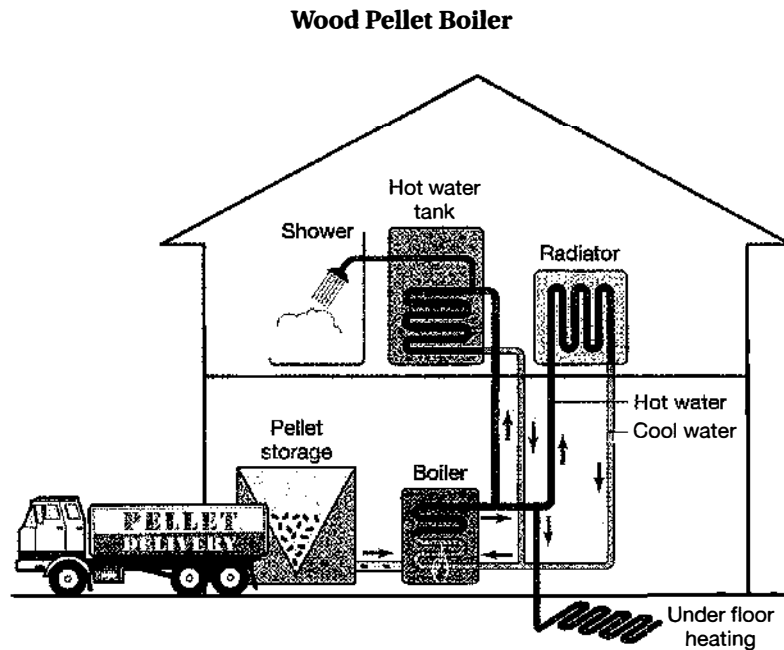 Wood Pellet Boiler
Hot water
tank
Shower
Radiator
Hot water
Cool water
Pellet
storage
Boiler
PELLET
DELIVERY
Under floor
heating